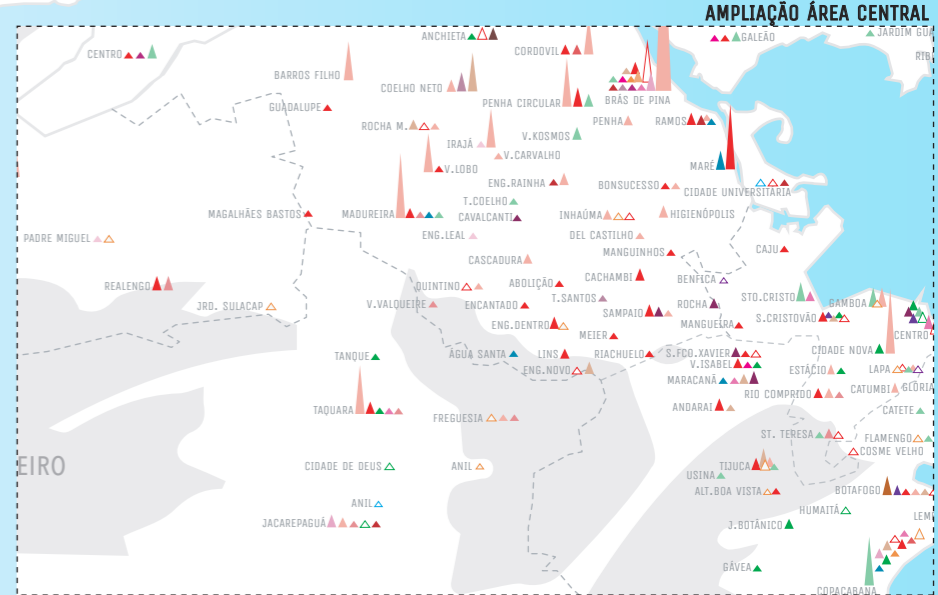 AMPLIAÇÃO ÁREA CENTRAL
ANCHIETA
GALEÃO
JARDIM GUA
CENTRO
CORDOVIL
RIB
BARROS FILHO
COELHO NETO
PENHA CIRCULAR
BRÁS DE PINA
GUADALUPE
ROCHA M.
PENHA
RAMOS
IRAJÁ
V.KOSMOS
V.CARVALHO
V.LOBO
MARÉ
ENG.RAINHA
BONSUCESSO
CIDADE UNIVERSITÁRIA
T.COELHO
MAGALHÃES BASTOS
MADUREIRA
CAVALCANTI
INHAÚMA
HIGIENÓPOLIS
PADRE MIGUEL
ENG.LEAL
DEL CASTILHO
MANGUINHOS
CAJU
CASCADURA
REALENGO
QUINTINO
ABOLIÇÃO
CACHAMBI
BENFICA
JRD. SULACAP
V.VALQUEIRE
ENCANTADO
T.SANTOS
ROCHA
STO.CRISTO
GAMBOA
SAMPAIO
S.CRISTOVÃO
ENG.DENTRO
MANGUEIRA
MEIER
CENTRO
TANQUE
ÁGUA SANTA
LINS
RIACHUELO
S.FCO.XAVIER
CIDADE NOVA
V.ISABEL
ENG.NOVO
ESTÁCIO
LAPA
MARACANÃ
RIO COMPRIDO
CATUMBI
GLÓRIA
TAQUARA
FREGUESIA
ANDARAI
CATETE
ST. TERESA
FLAMENGO
COSME VELHO
EIRO
CIDADE DE DEUS
ANIL
TIJUCA
USINA
ALT.BOA VISTA
BOTAFOGO
ANIL
HUMAITÁ
LEM
JACAREPAGUÁ
J.BOTÂNICO
GÁVEA
COPACABANA